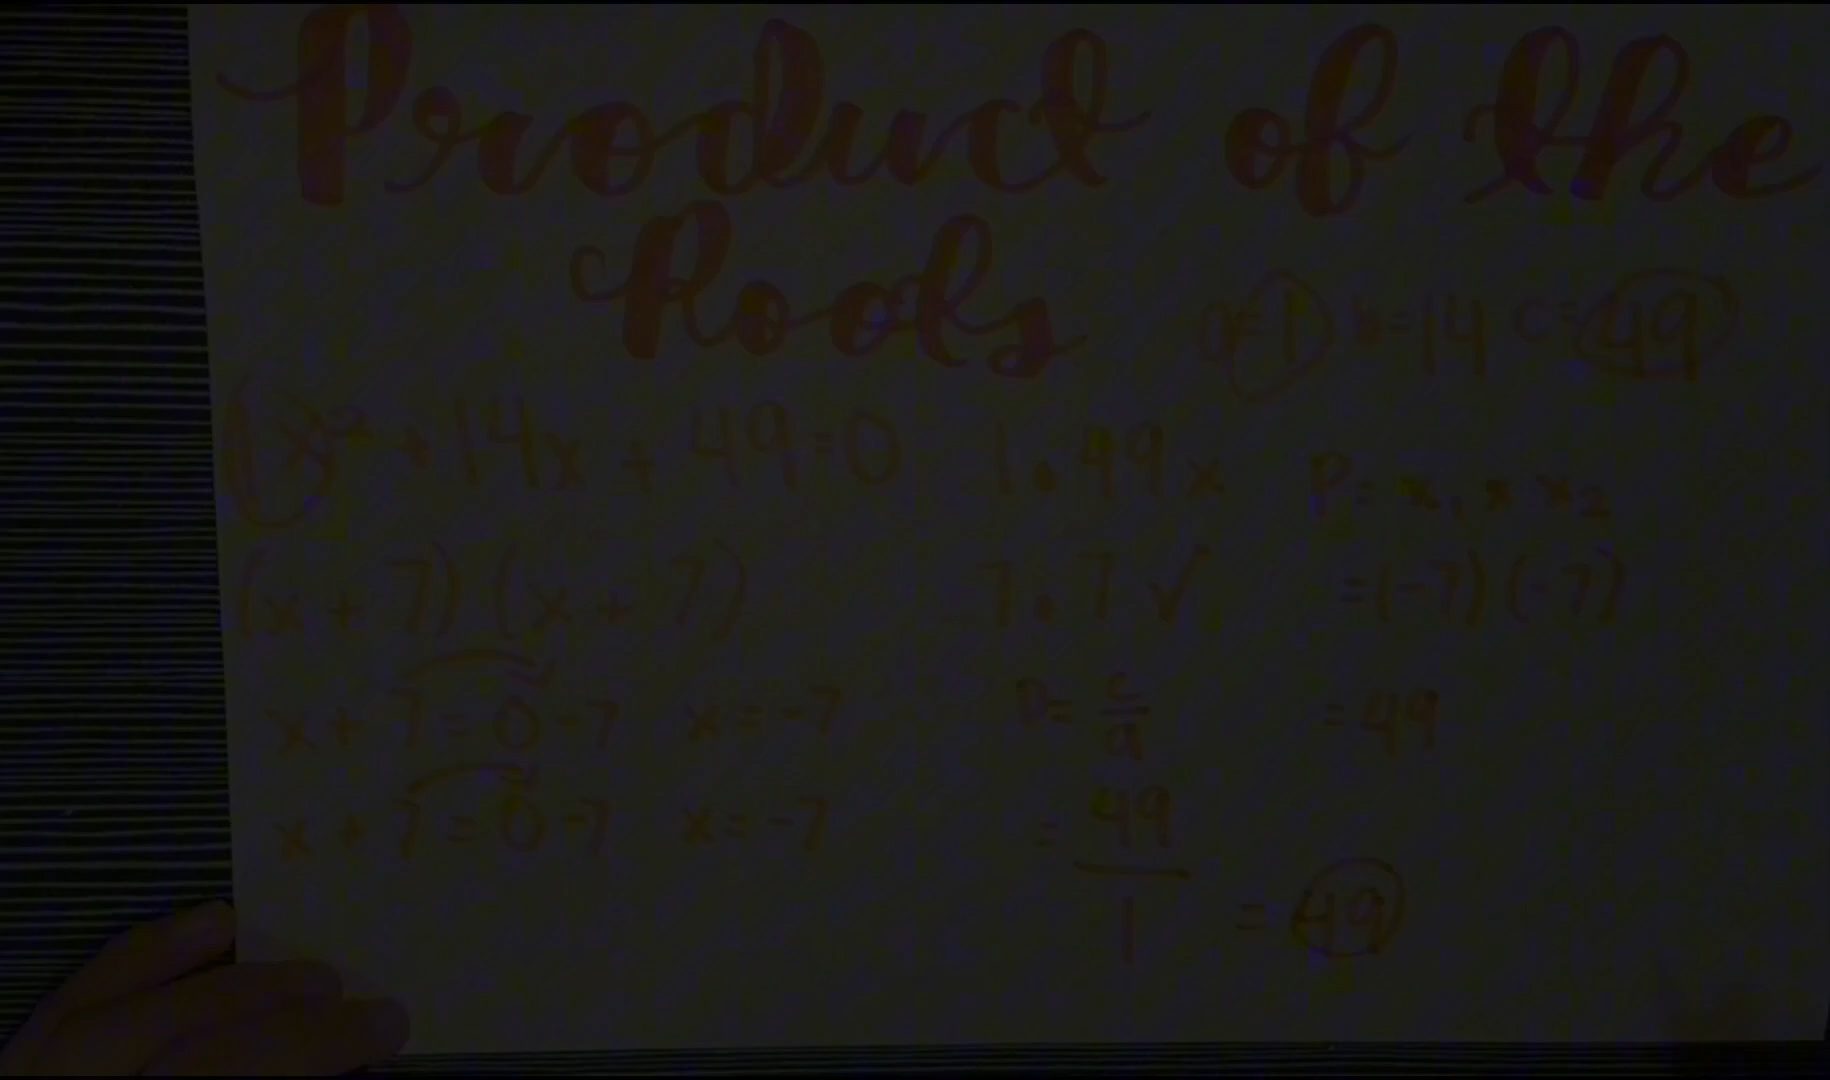 Product of the
Roots
a=1 b=14 c=49
x² + 14x + 49=0 1 • 49 x P= x₁ x x₂
(x + 7) (x + 7) 7 • 7 √ =(-7) (-7)
x + 7 = 0 -7 x = -7 P= c/a = 49
x + 7 = 0 -7 x = -7 = 49/1 = 49